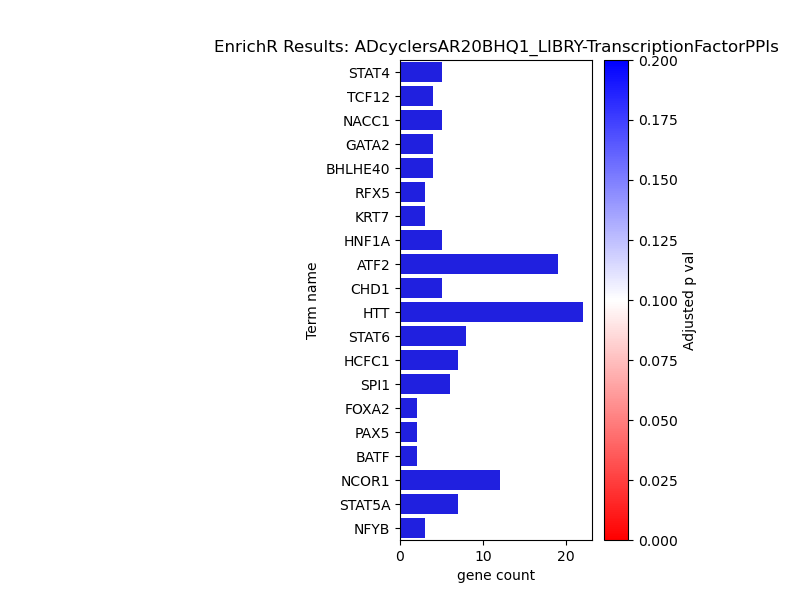 EnrichR Results: ADcyclersAR20BHQ1_LIBRY-TranscriptionFactorPPIs
STAT4
TCF12
NACC1
GATA2
BHLHE40
RFX5
KRT7
HNF1A
ATF2
CHD1
HTT
STAT6
HCFC1
SPI1
FOXA2
PAX5
BATF
NCOR1
STAT5A
NFYB
Term name
0 10 20
gene count
0.200
0.175
0.150
0.125
0.100
0.075
0.050
0.025
0.000
Adjusted p val